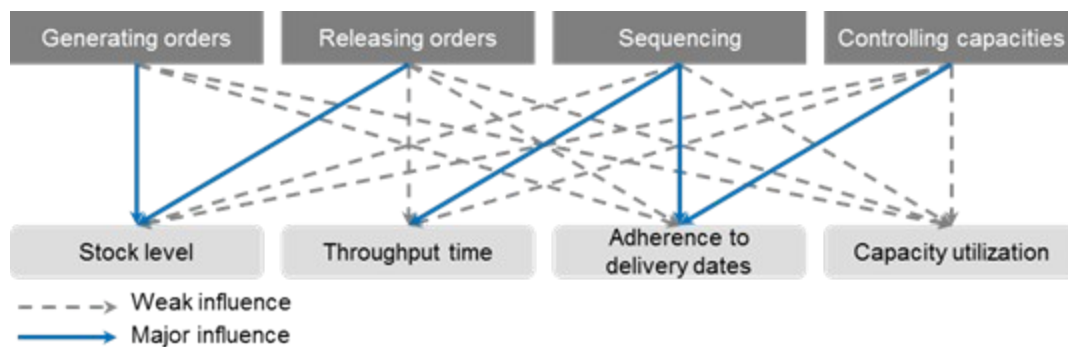 Generating orders
Releasing orders
Sequencing
Controlling capacities
Stock level
Throughput time
Adherence to
delivery dates
Capacity utilization
Weak influence
Major influence